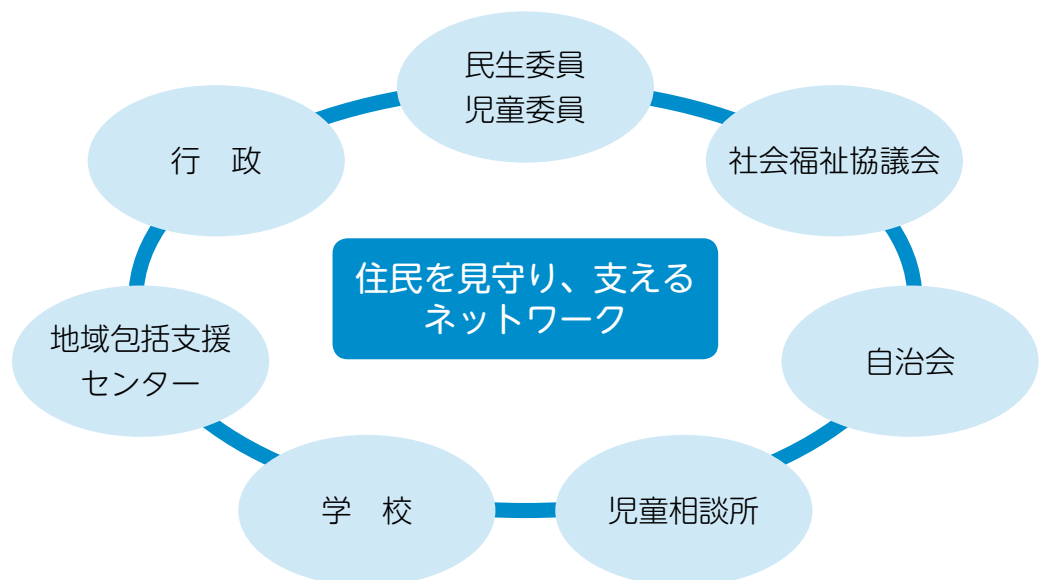 民生委員
児童委員
行　政
社会福祉協議会
住民を見守り、支える
ネットワーク
地域包括支援
センター
自治会
学　校
児童相談所